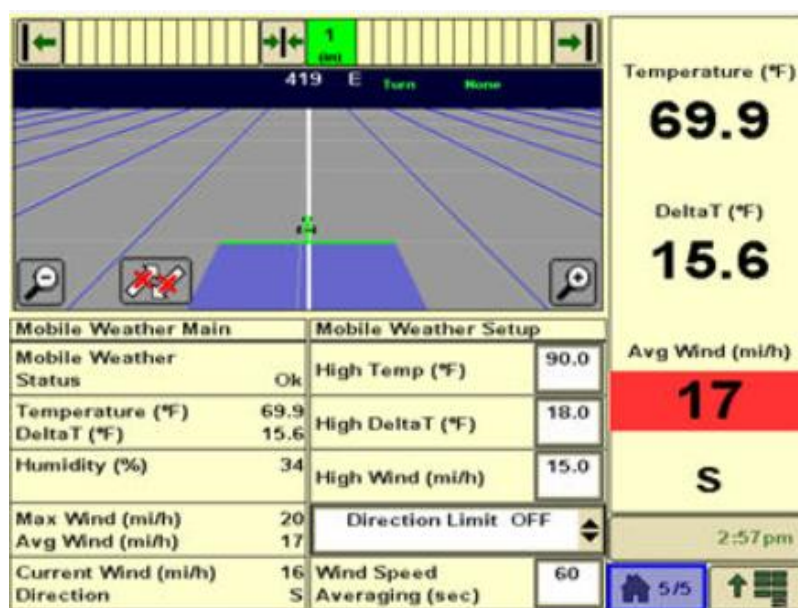 1
(in)
419 E Turn None
Temperature (°F)
69.9
DeltaT (°F)
15.6
Avg Wind (mi/h)
17
S
2:57pm
5/5
Mobile Weather Main
Mobile Weather
Status Ok
Temperature (°F) 69.9
DeltaT (°F) 15.6
Humidity (%) 34
Max Wind (mi/h) 20
Avg Wind (mi/h) 17
Current Wind (mi/h) 16
Direction S
Mobile Weather Setup
High Temp (°F) 90.0
High DeltaT (°F) 18.0
High Wind (mi/h) 15.0
Direction Limit OFF
Wind Speed
Averaging (sec) 60